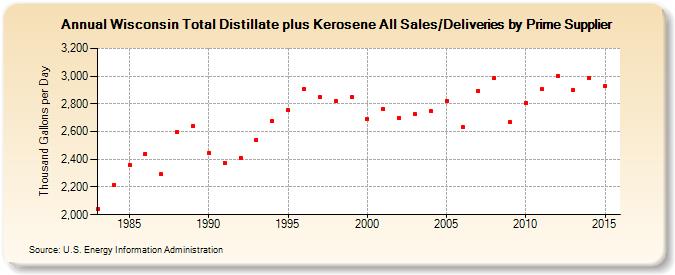 Annual Wisconsin Total Distillate plus Kerosene All Sales/Deliveries by Prime Supplier
Thousand Gallons per Day
3,200
3,000
2,800
2,600
2,400
2,200
2,000
1985 1990 1995 2000 2005 2010 2015
Source: U.S. Energy Information Administration